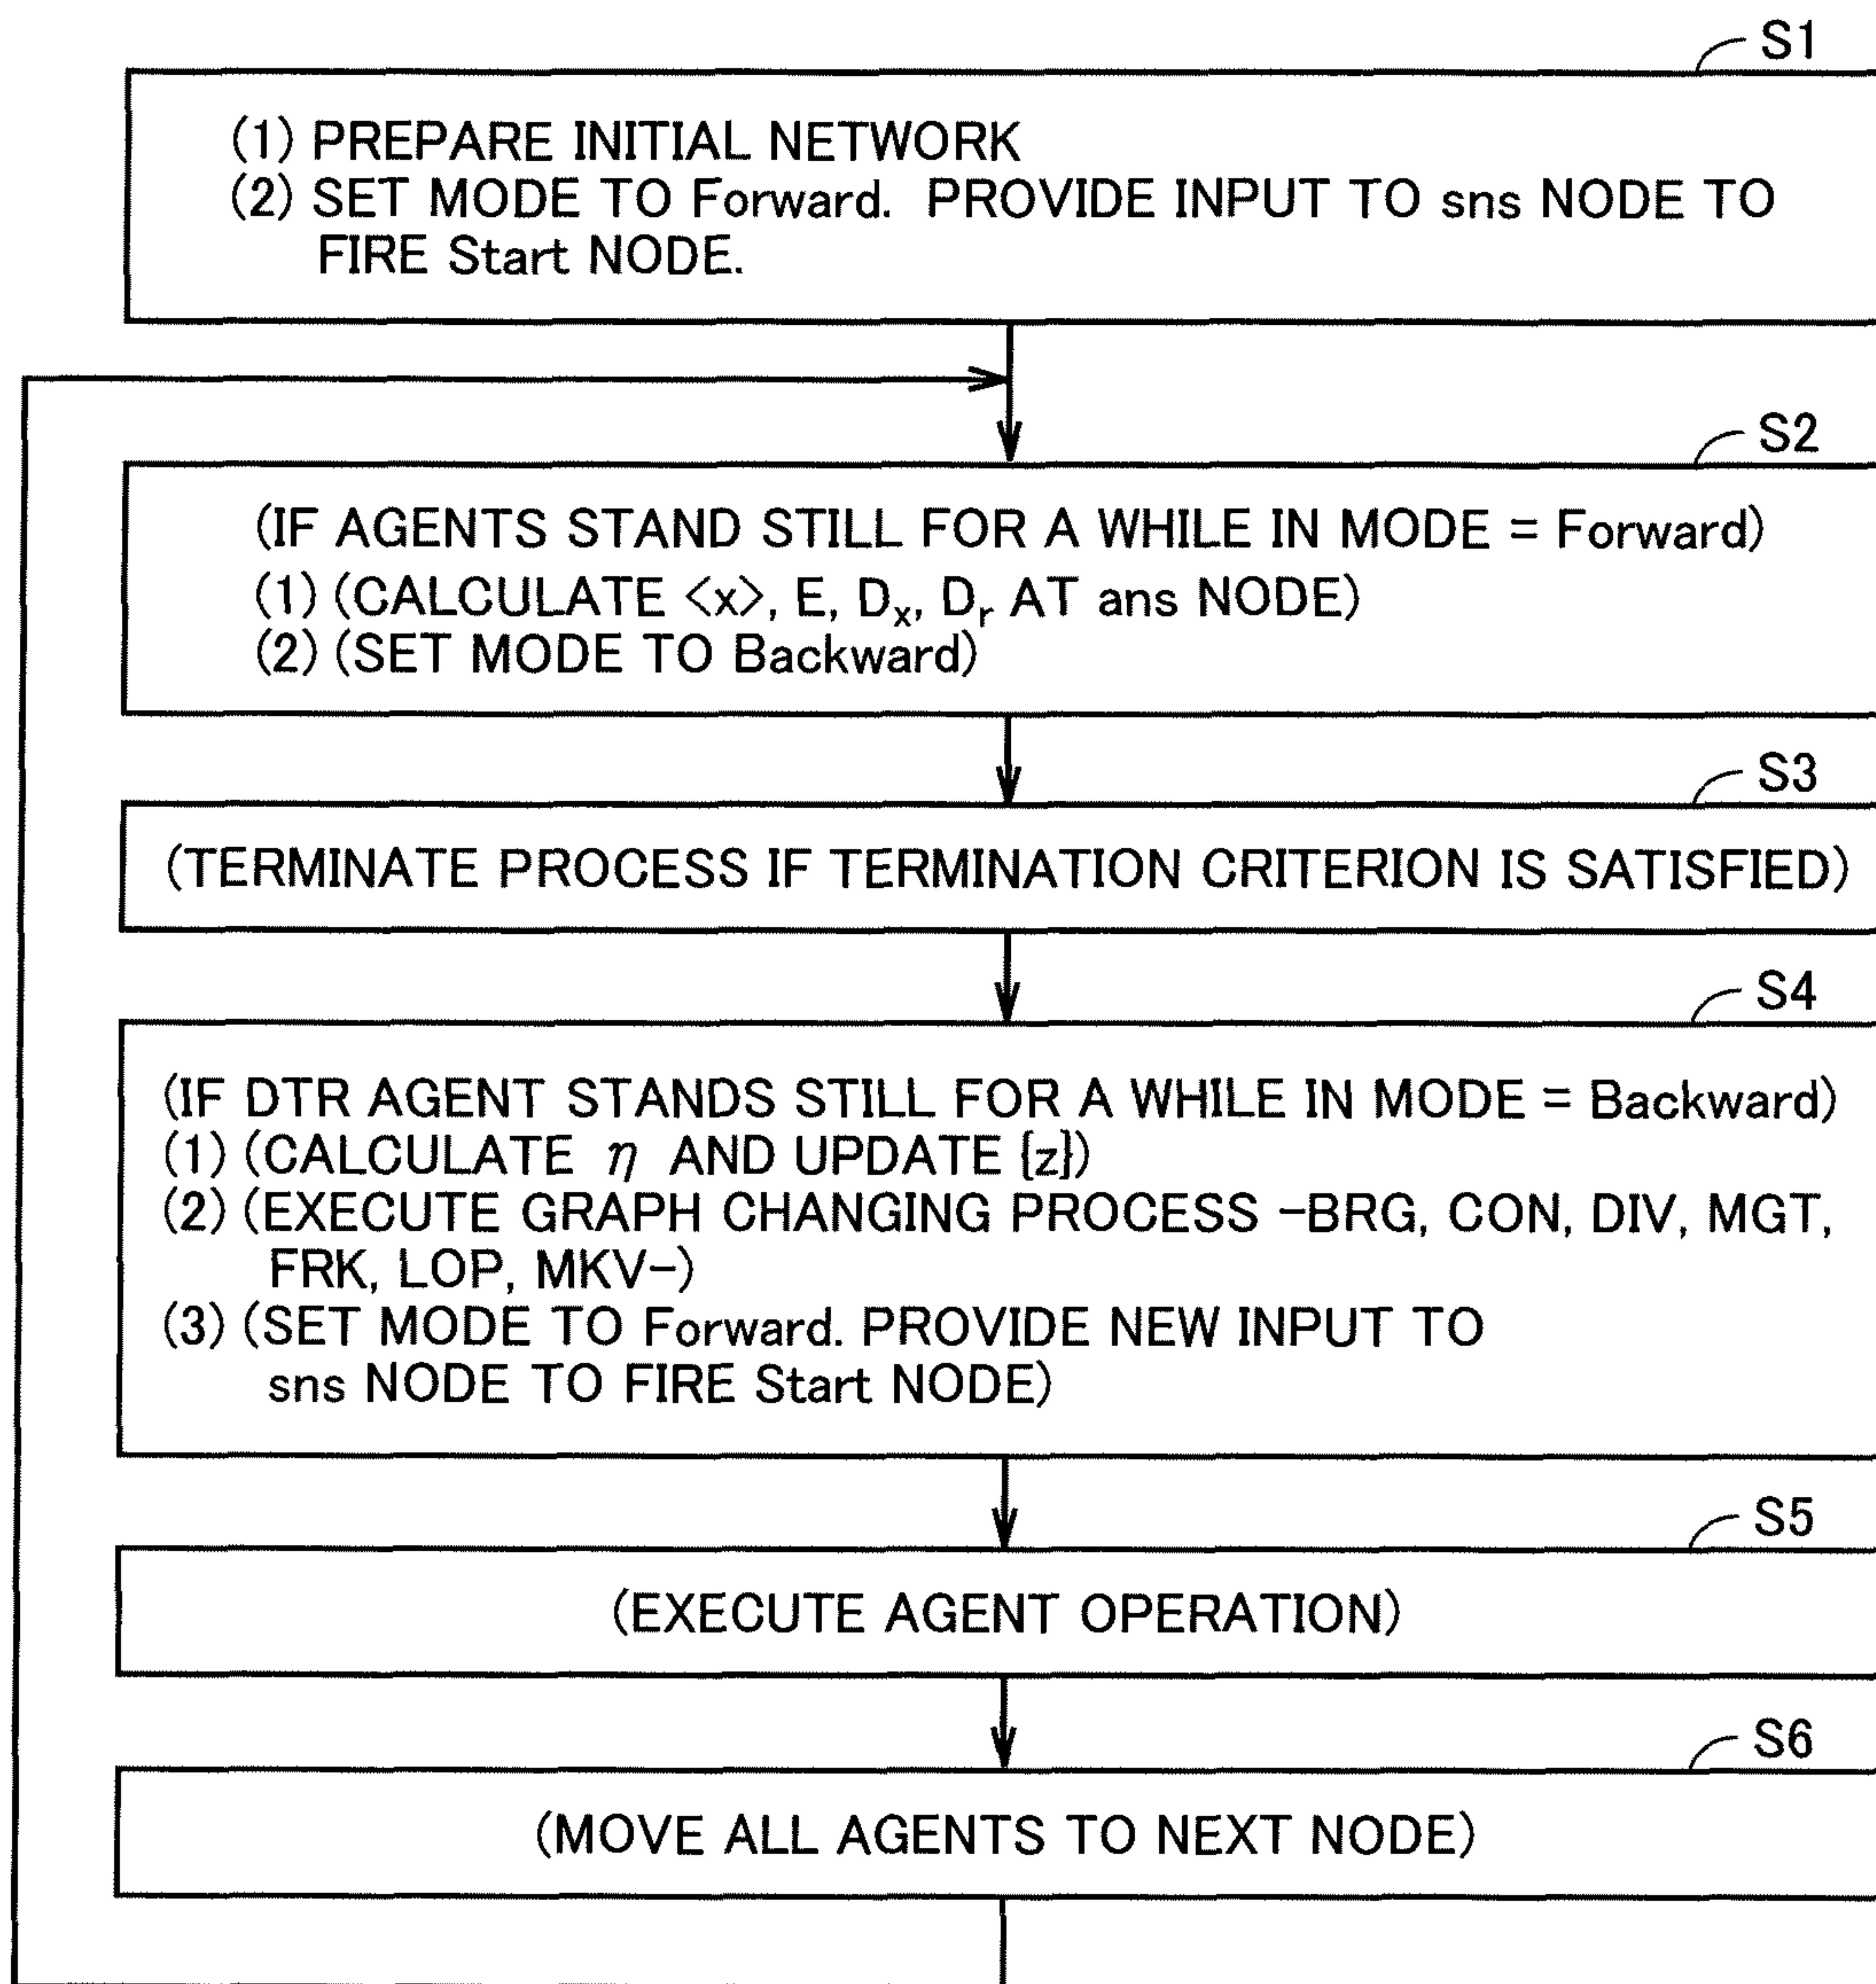 S1
(1) PREPARE INITIAL NETWORK
(2) SET MODE TO Forward. PROVIDE INPUT TO sns NODE TO
FIRE Start NODE.
S2
(IF AGENTS STAND STILL FOR A WHILE IN MODE = Forward)
(1) (CALCULATE <x>, E, Dx, Dr AT ans NODE)
(2) (SET MODE TO Backward)
S3
(TERMINATE PROCESS IF TERMINATION CRITERION IS SATISFIED)
S4
(IF DTR AGENT STANDS STILL FOR A WHILE IN MODE = Backward)
(1) (CALCULATE η AND UPDATE {z})
(2) (EXECUTE GRAPH CHANGING PROCESS -BRG, CON, DIV, MGT,
FRK, LOP, MKV-)
(3) (SET MODE TO Forward. PROVIDE NEW INPUT TO
sns NODE TO FIRE Start NODE)
S5
(EXECUTE AGENT OPERATION)
S6
(MOVE ALL AGENTS TO NEXT NODE)